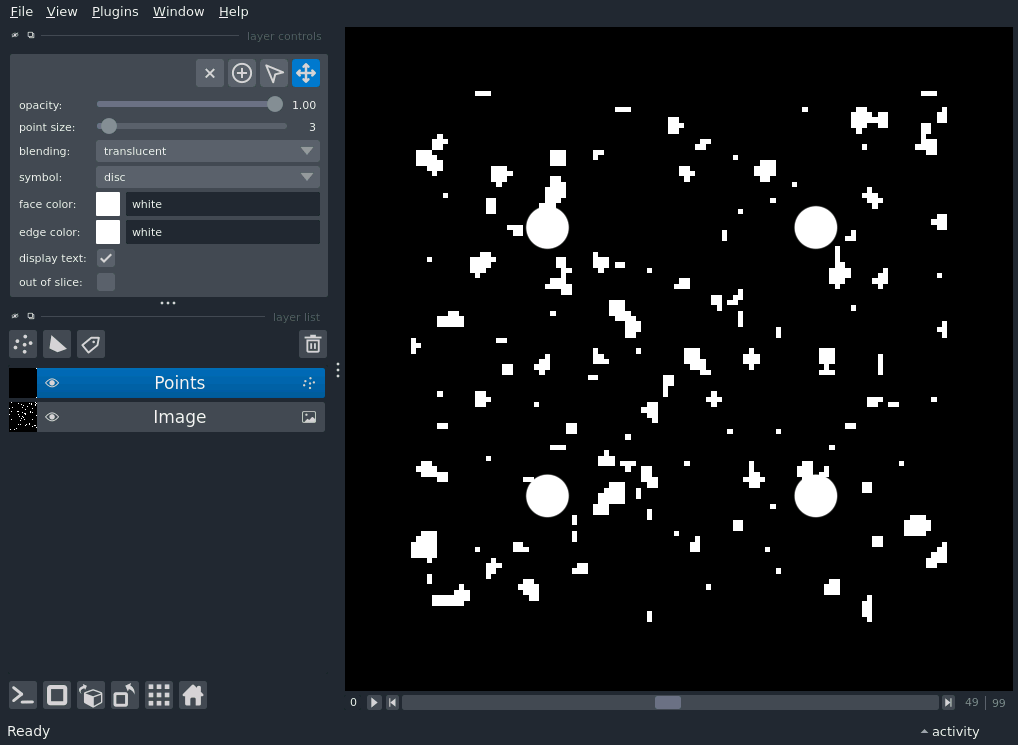 File View Plugins Window Help
layer controls
opacity: 1.00
point size: 3
blending: translucent
symbol: disc
face color: white
edge color: white
display text:
out of slice:
layer list
Points
Image
0 49 99
Ready activity